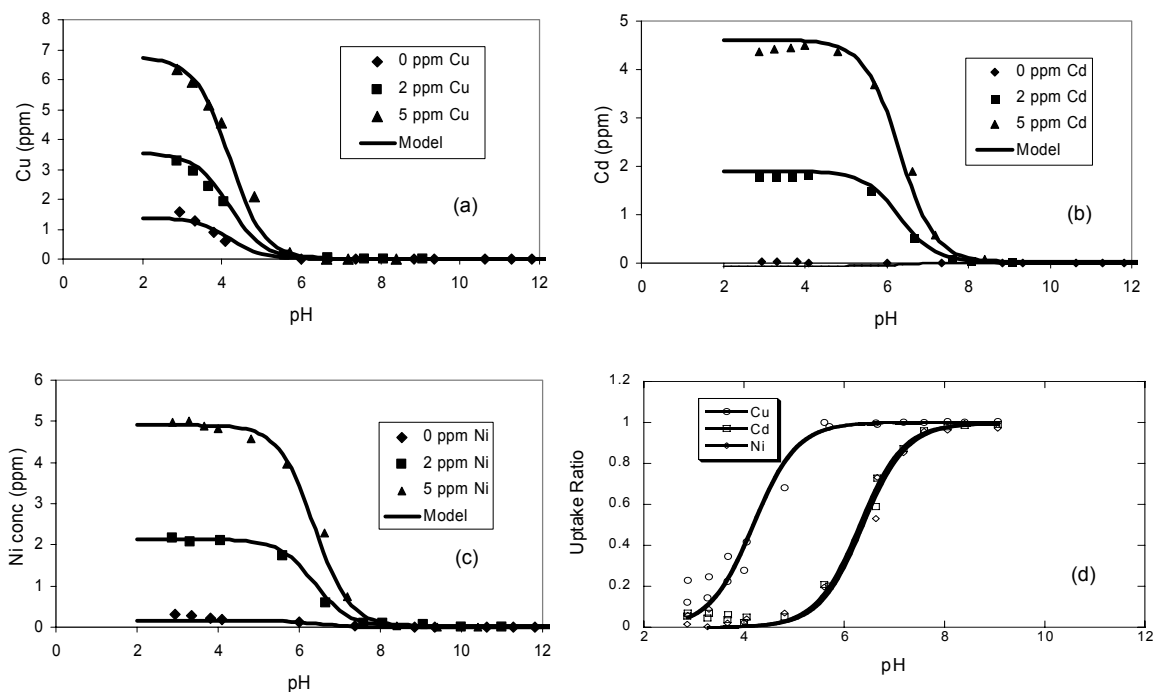 8
7
6
5
4
3
2
1
0
Cu (ppm)
0 ppm Cu
2 ppm Cu
5 ppm Cu
Model
(a)
0 2 4 6 8 10 12
pH
5
4
3
2
1
0
Cd (ppm)
0 ppm Cd
2 ppm Cd
5 ppm Cd
Model
(b)
0 2 4 6 8 10 12
pH
6
5
4
3
2
1
0
Ni conc (ppm)
0 ppm Ni
2 ppm Ni
5 ppm Ni
Model
(c)
0 2 4 6 8 10 12
pH
1.2
1
0.8
0.6
0.4
0.2
0
Uptake Ratio
Cu
Cd
Ni
(d)
2 4 6 8 10 12
pH